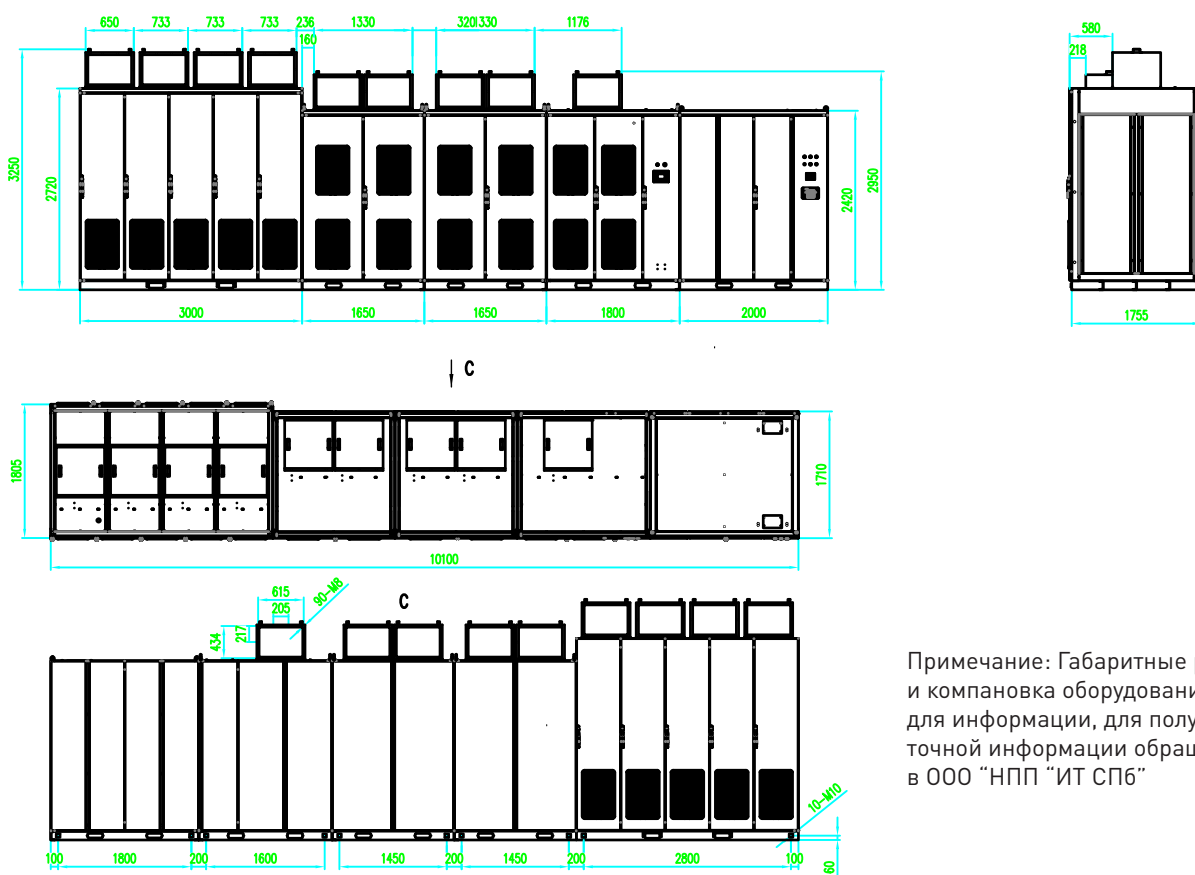 650 733 733 733 236 1330 320 1330 1176
160
580
218
3250
2720
2420
2950
3000 1650 1650 1800 2000
1755
C
1805
1710
10100
615
205
90-M8
434
217
C
Примечание: Габаритные
и компановка оборудовани
для информации, для полу
точной информации обращ
в ООО “НПП “ИТ СПб”
10-M10
100 1800 200 1600 1450 200 1450 200 2800 100
60